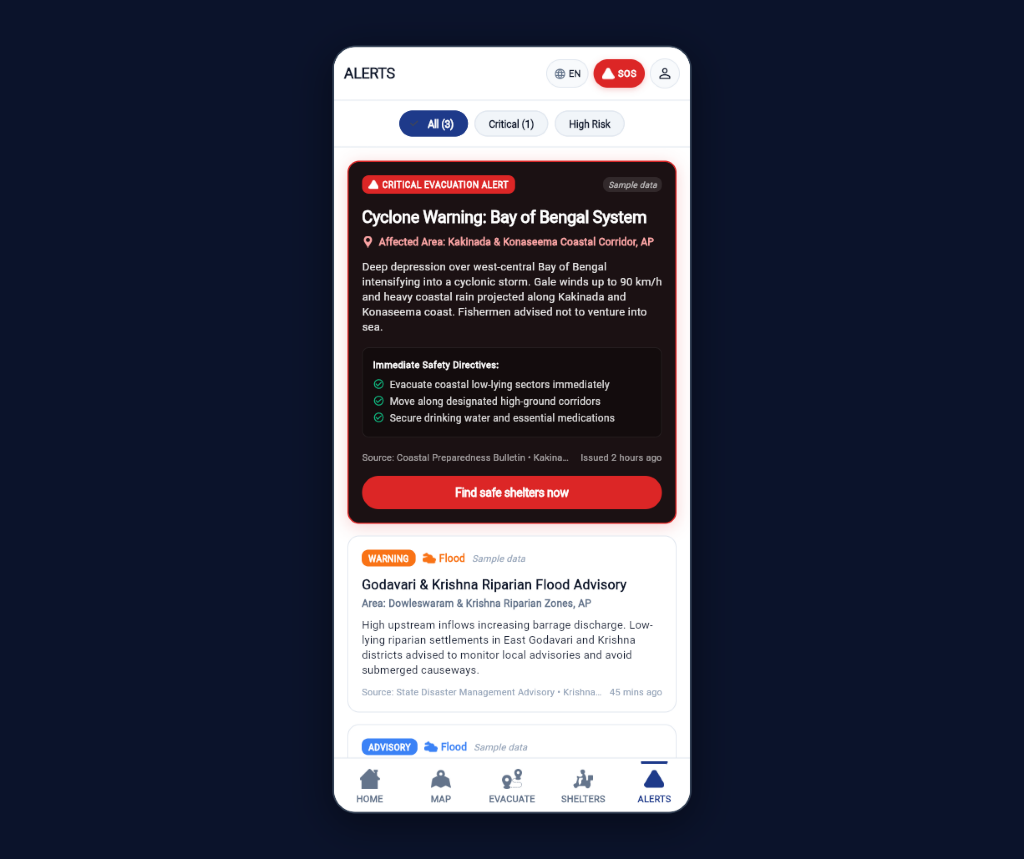 ALERTS
EN
SOS
All (3)
Critical (1)
High Risk
CRITICAL EVACUATION ALERT
Sample data
Cyclone Warning: Bay of Bengal System
Affected Area: Kakinada & Konaseema Coastal Corridor, AP
Deep depression over west-central Bay of Bengal
intensifying into a cyclonic storm. Gale winds up to 90 km/h
and heavy coastal rain projected along Kakinada and
Konaseema coast. Fishermen advised not to venture into
sea.
Immediate Safety Directives:
Evacuate coastal low-lying sectors immediately
Move along designated high-ground corridors
Secure drinking water and essential medications
Source: Coastal Preparedness Bulletin • Kakina... Issued 2 hours ago
Find safe shelters now
WARNING Flood Sample data
Godavari & Krishna Riparian Flood Advisory
Area: Dowleswaram & Krishna Riparian Zones, AP
High upstream inflows increasing barrage discharge. Low-
lying riparian settlements in East Godavari and Krishna
districts advised to monitor local advisories and avoid
submerged causeways.
Source: State Disaster Management Advisory • Krishna... 45 mins ago
ADVISORY Flood Sample data
HOME
MAP
EVACUATE
SHELTERS
ALERTS